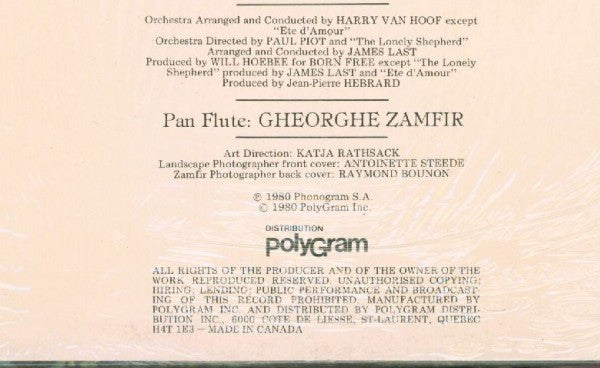 Orchestra Arranged and Conducted by HARRY VAN HOOF except
"Ete d'Amour"
Orchestra Directed by PAUL PIOT and "The Lonely Shepherd"
Arranged and Conducted by JAMES LAST
Produced by WILL HOEBEE for BORN FREE except "The Lonely
Shepherd" produced by JAMES LAST and "Ete d'Amour"
Produced by Jean-Pierre HEBRARD
Pan Flute: GHEORGHE ZAMFIR
Art Direction: KATJA RATHSACK
Landscape Photographer front cover: ANTOINETTE STEEDE
Zamfir Photographer back cover: RAYMOND BOUNON
℗ 1980 Phonogram S.A.
© 1980 PolyGram Inc.
DISTRIBUTION
polyGram
ALL RIGHTS OF THE PRODUCER AND OF THE OWNER OF THE
WORK REPRODUCED RESERVED. UNAUTHORISED COPYING;
HIRING; LENDING; PUBLIC PERFORMANCE AND BROADCAST-
ING OF THIS RECORD PROHIBITED. MANUFACTURED BY
POLYGRAM INC. AND DISTRIBUTED BY POLYGRAM DISTRI-
BUTION INC., 6000 COTE DE LIESSE, ST-LAURENT, QUEBEC
H4T 1E3 — MADE IN CANADA